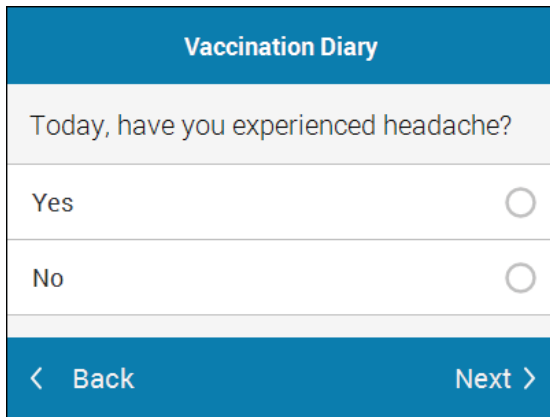 Vaccination Diary
Today, have you experienced headache?
Yes
No
Back Next